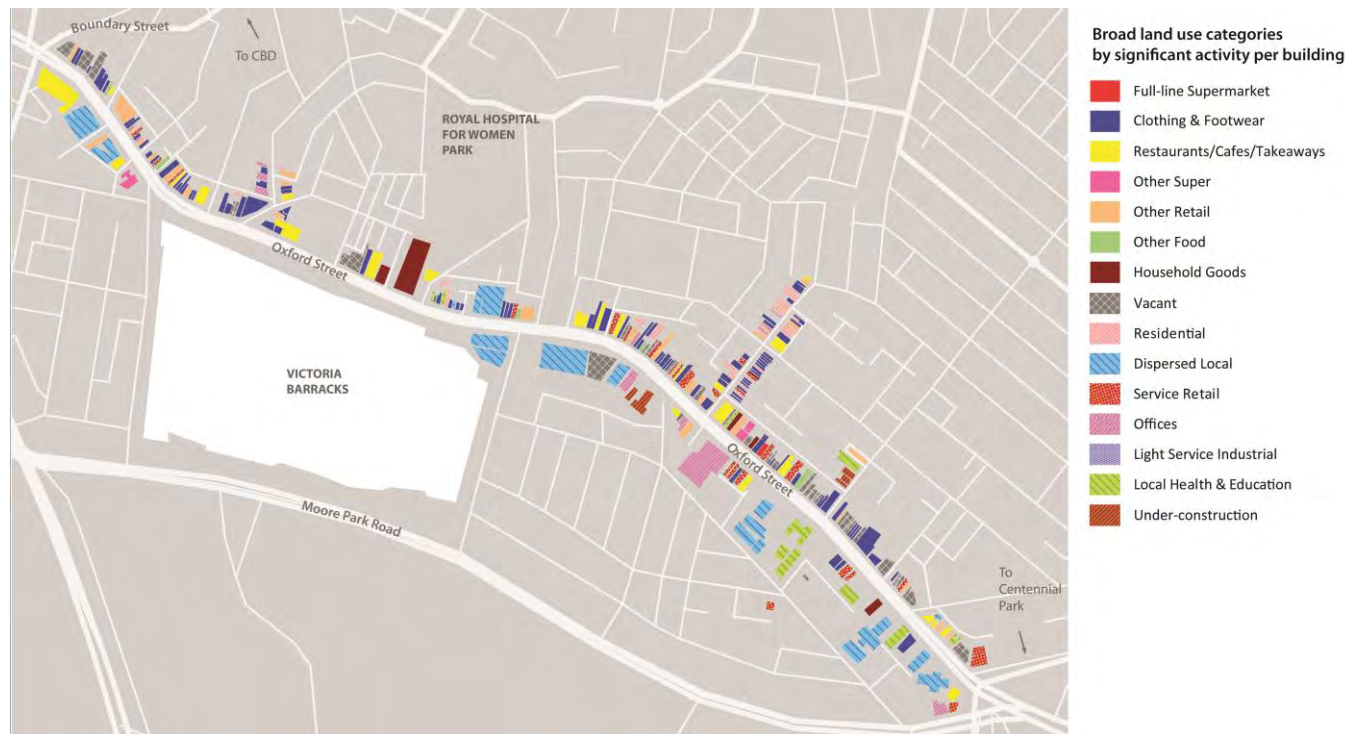 Boundary Street
To CBD
ROYAL HOSPITAL
FOR WOMEN
PARK
Oxford Street
VICTORIA
BARRACKS
Oxford Street
Moore Park Road
To
Centennial
Park
Broad land use categories
by significant activity per building
Full-line Supermarket
Clothing & Footwear
Restaurants/Cafes/Takeaways
Other Super
Other Retail
Other Food
Household Goods
Vacant
Residential
Dispersed Local
Service Retail
Offices
Light Service Industrial
Local Health & Education
Under-construction